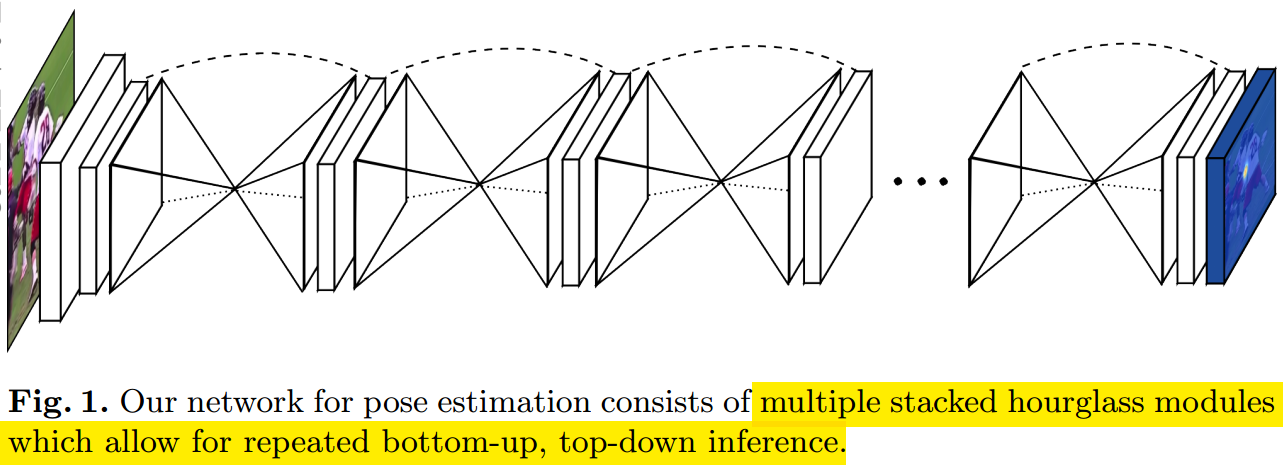 Fig. 1. Our network for pose estimation consists of multiple stacked hourglass modules
which allow for repeated bottom-up, top-down inference.